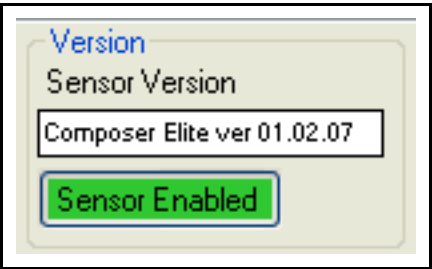 Version
Sensor Version
Composer Elite ver 01.02.07
Sensor Enabled